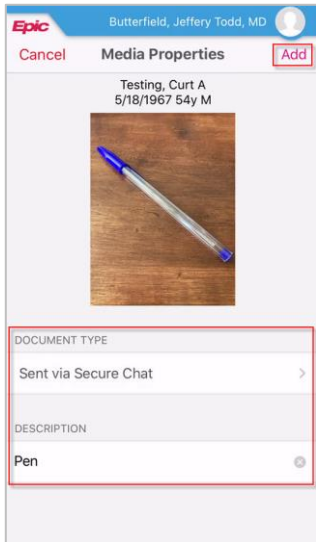 Epic
Butterfield, Jeffery Todd, MD
Cancel Media Properties Add
Testing, Curt A
5/18/1967 54y M
DOCUMENT TYPE
Sent via Secure Chat
DESCRIPTION
Pen